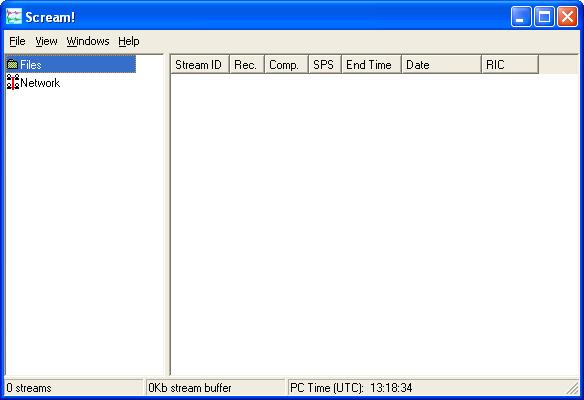 Scream!
File View Windows Help
Files
Network
Stream ID Rec. Comp. SPS End Time Date RIC
0 streams 0Kb stream buffer PC Time (UTC): 13:18:34